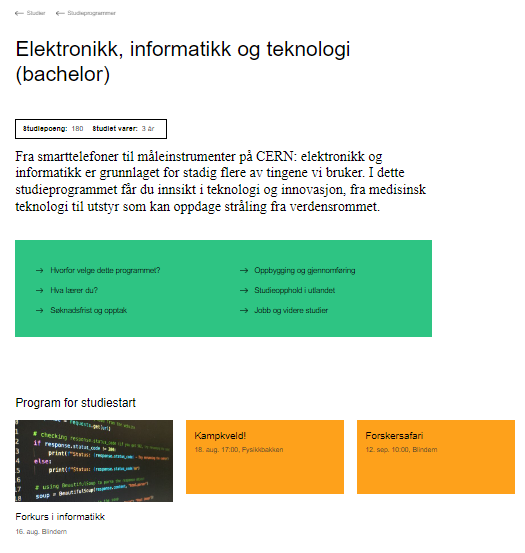 ← Studier ← Studieprogrammer
Elektronikk, informatikk og teknologi
(bachelor)
Studiepoeng: 180 Studiet varer: 3 år
Fra smarttelefoner til måleinstrumenter på CERN: elektronikk og
informatikk er grunnlaget for stadig flere av tingene vi bruker. I dette
studieprogrammet får du innsikt i teknologi og innovasjon, fra medisinsk
teknologi til utstyr som kan oppdage stråling fra verdensrommet.
→ Hvorfor velge dette programmet?
→ Hva lærer du?
→ Søknadsfrist og opptak
→ Oppbygging og gjennomføring
→ Studieopphold i utlandet
→ Jobb og videre studier
Program for studiestart
# checking response.status_code
if response.status_code != 200:
print(f"Status: {response.status_code}
else:
print(f"Status: {response.status_code}
# using BeautifulSoup to parse the response
soup = BeautifulSoup(response.content,
Forkurs i informatikk
16. aug. Blindern
Kampkveld!
18. aug. 17:00, Fysikkbakken
Forskersafari
12. sep. 10:00, Blindern